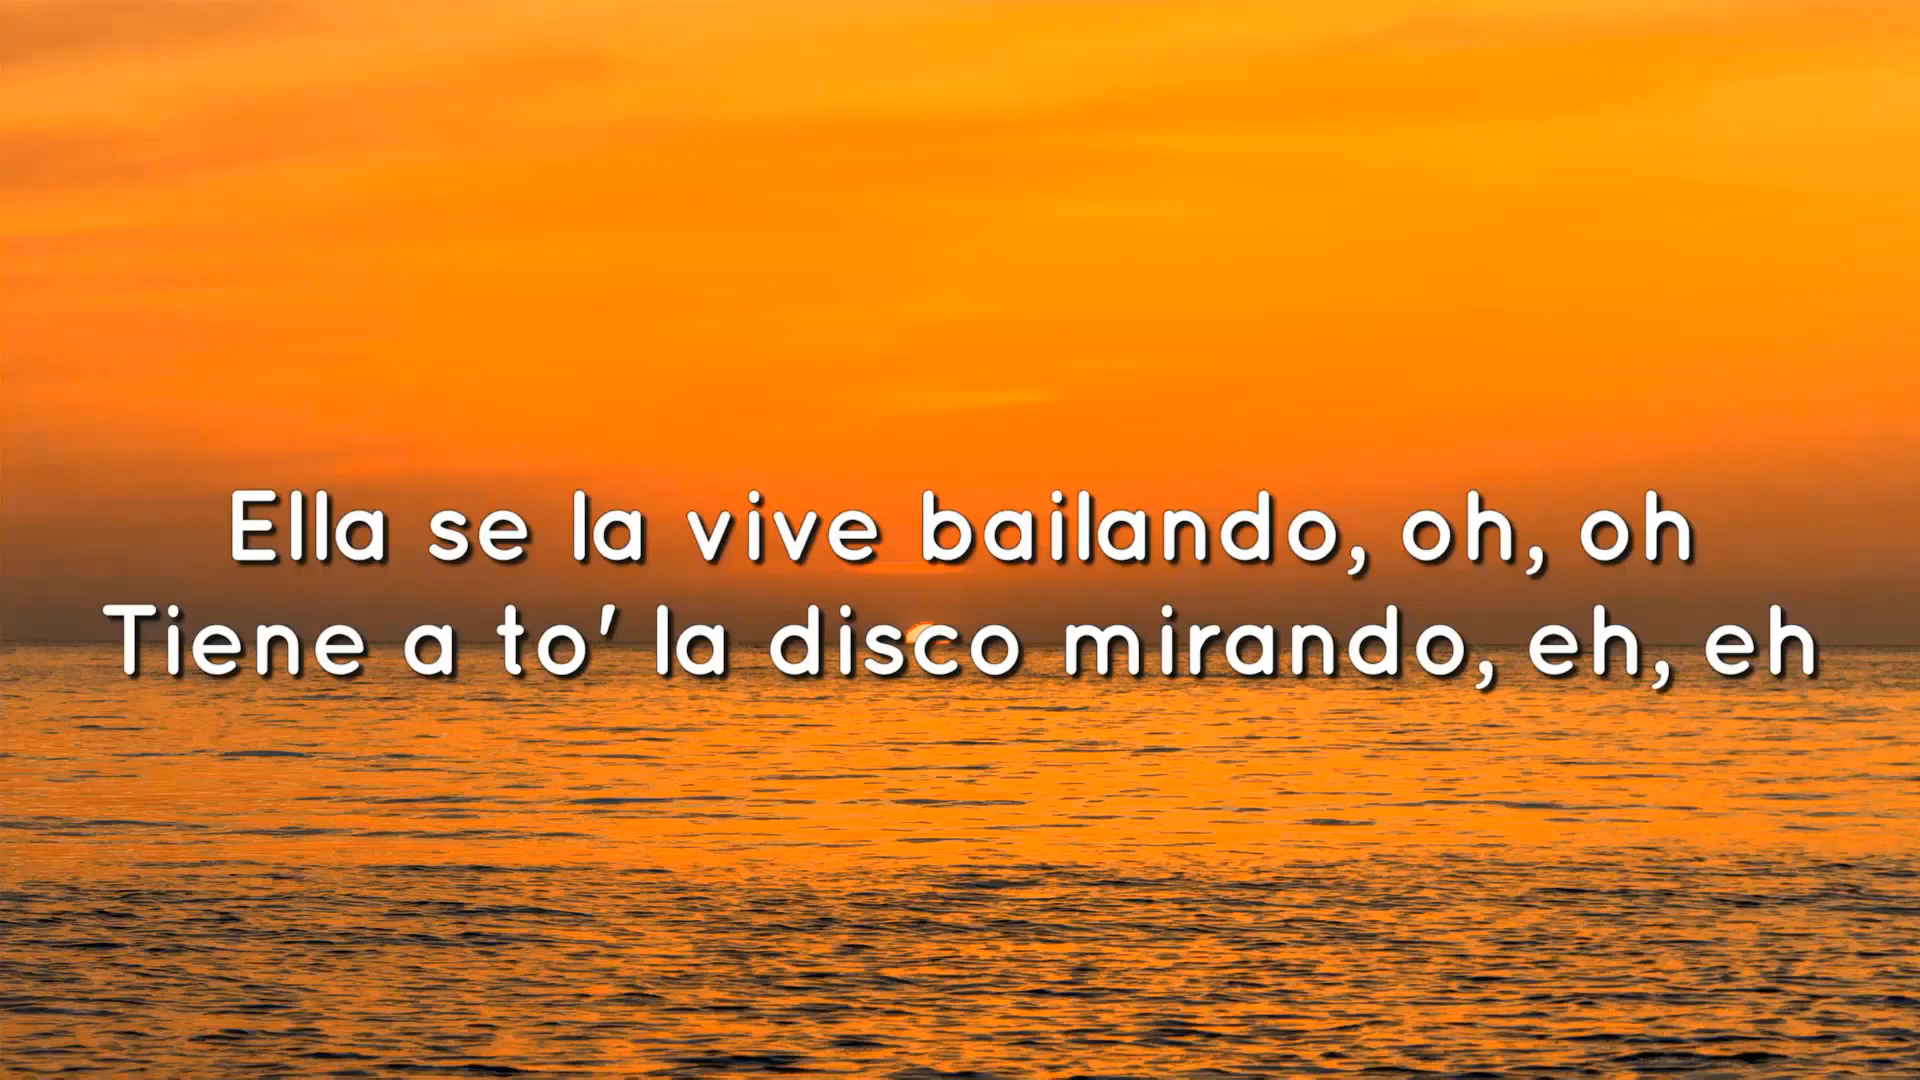 Ella se la vive bailando, oh, oh
Tiene a to' la disco mirando, eh, eh